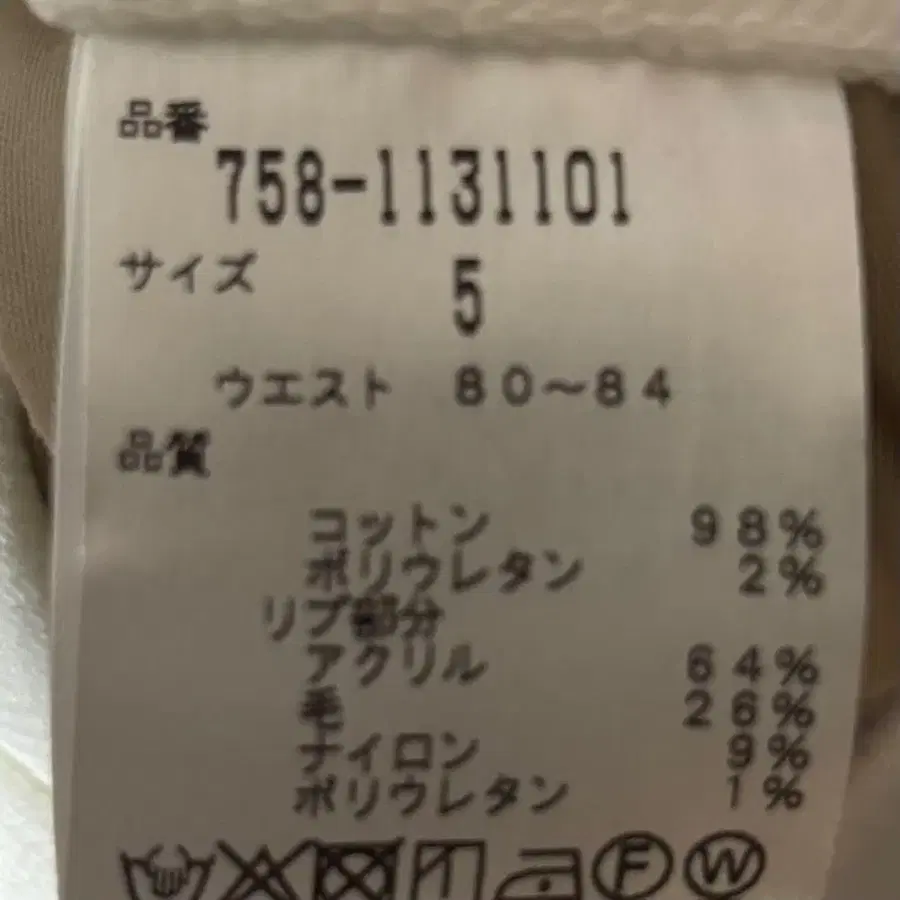 品番
758-1131101
サイズ 5
ウエスト 80〜84
品質
コットン 98%
ポリウレタン 2%
リブ部分
アクリル 64%
毛 26%
ナイロン 9%
ポリウレタン 1%
F W